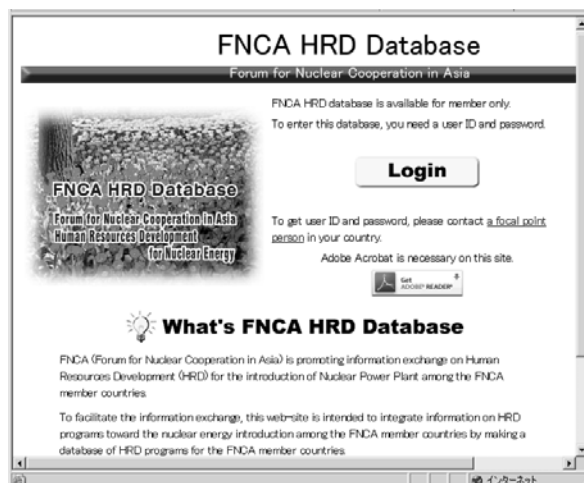 FNCA HRD Database
Forum for Nuclear Cooperation in Asia
FNCA HRD database is available for member only.
To enter this database, you need a user ID and password.
FNCA HRD Database
Forum for Nuclear Cooperation in Asia
Human Resources Development
for Nuclear Energy
Login
To get user ID and password, please contact a focal point
person in your country.
Adobe Acrobat is necessary on this site.
Get
ADOBE® READER®
What's FNCA HRD Database
FNCA (Forum for Nuclear Cooperation in Asia) is promoting information exchange on Human
Resources Development (HRD) for the introduction of Nuclear Power Plant among the FNCA
member countries.
To facilitate the information exchange, this web-site is intended to integrate information on HRD
programs toward the nuclear energy introduction among the FNCA member countries by making a
database of HRD programs for the FNCA member countries.
インターネット